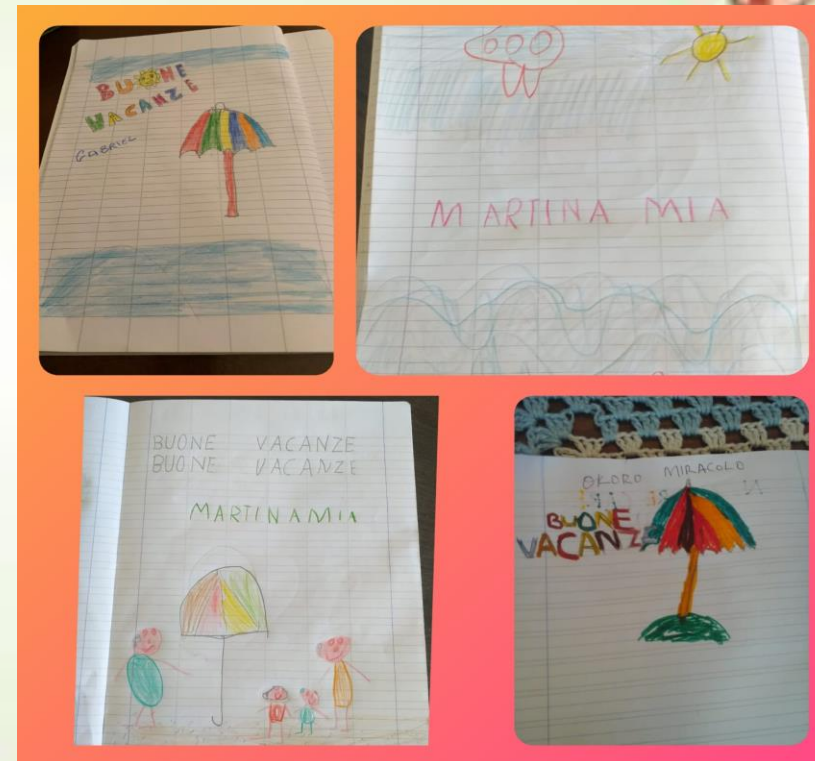 BUONE
VACANZE
GABRIEL
MARTINA MIA
BUONE VACANZE
BUONE VACANZE
MARTINA MIA
OKORO MIRACOLO
BUONE
VACANZE